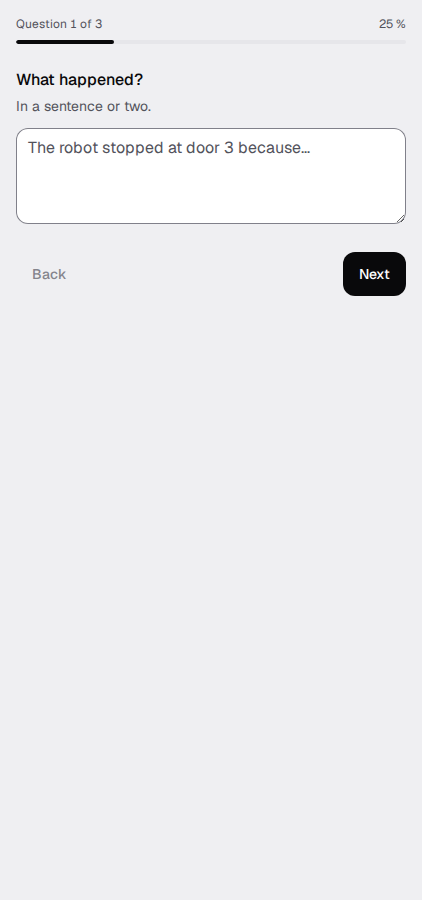 Question 1 of 3
25 %
What happened?
In a sentence or two.
The robot stopped at door 3 because...
Back
Next